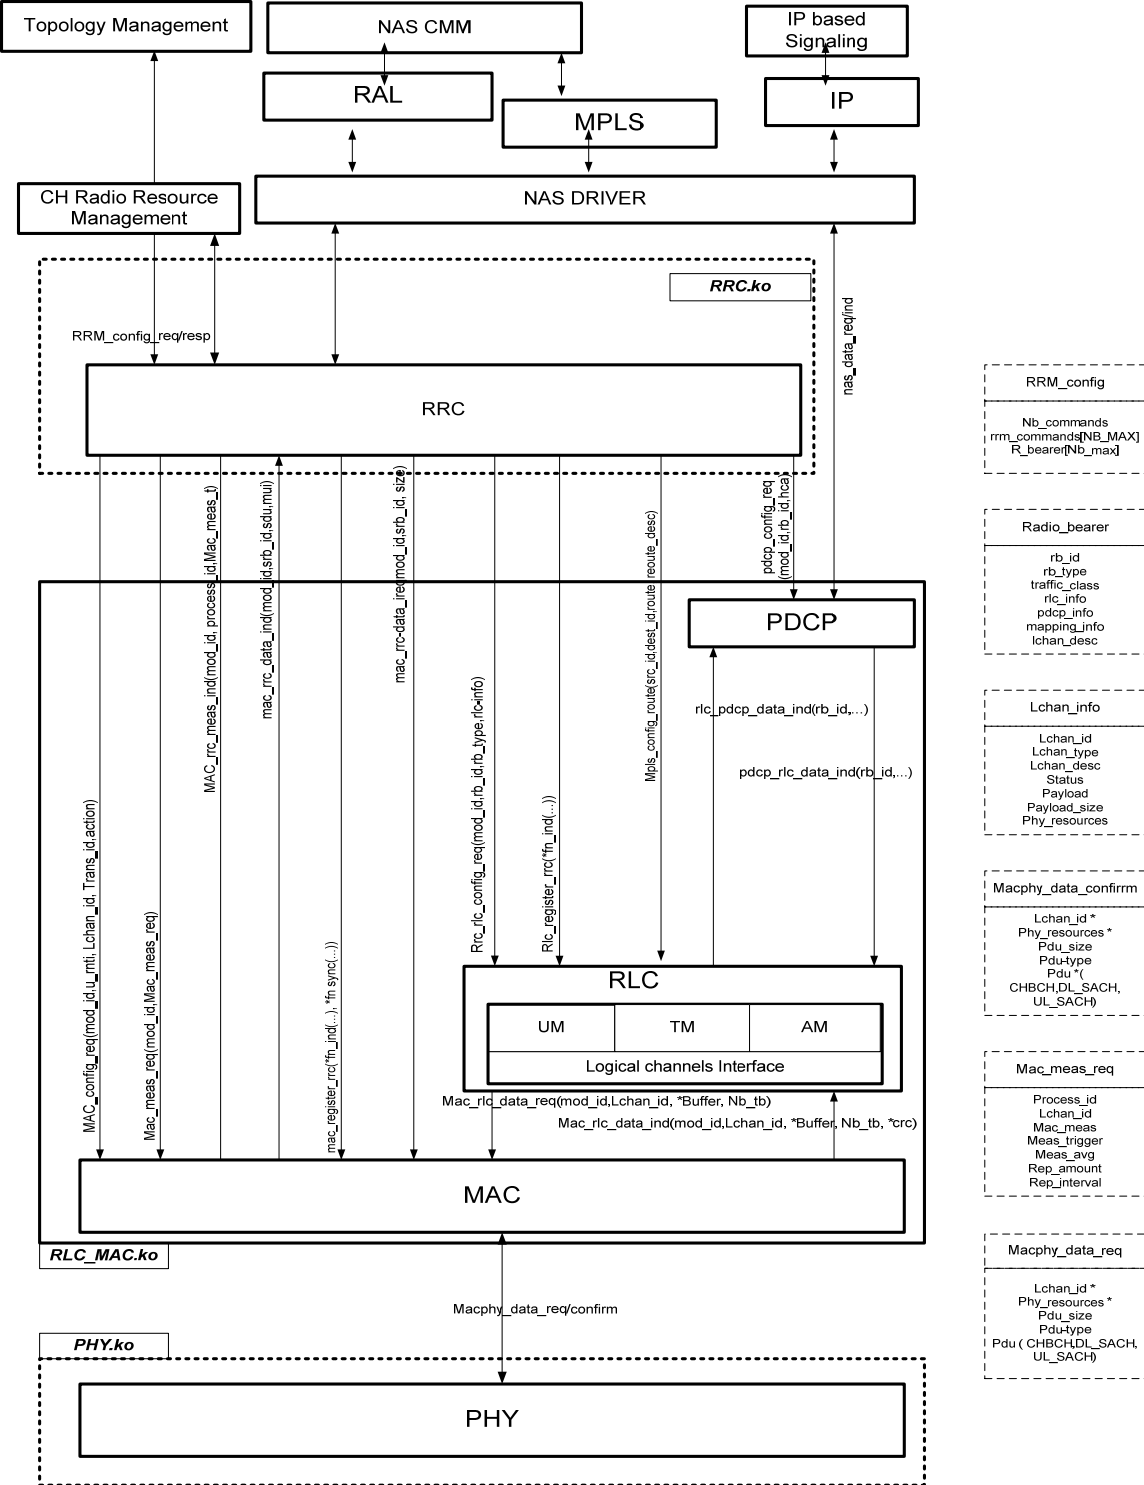 Topology Management
NAS CMM
IP based
Signaling
RAL
MPLS
IP
CH Radio Resource
Management
NAS DRIVER
RRC.ko
RRM_config_req/resp
nas_data_req/ind
RRC
MAC_config_req(mod_id,u_rnti, Lchan_id, Trans_id,action)
Mac_meas_req(mod_id,Mac_meas_req)
MAC_rrc_meas_ind(mod_id, process_id,Mac_meas_t)
mac_rrc_data_ind(mod_id,srb_id,sdu,mui)
mac_register_rrc(*fn_ind(...), *fn sync(...))
mac_rrc-data_ireqmod_id,srb_id, size)
Rrc_rlc_config_req(mod_id,rb_id,rb_type,rlc-info)
Rlc_register_rrc(*fn_ind(...))
Mpls_config_route(src_id,dest_id,route reoute_desc)
pdcp_config_req
(mod_id,rb_id,hca)
PDCP
rlc_pdcp_data_ind(rb_id,...)
pdcp_rlc_data_ind(rb_id,...)
RLC
UM
TM
AM
Logical channels Interface
Mac_rlc_data_req(mod_id,Lchan_id, *Buffer, Nb_tb)
Mac_rlc_data_ind(mod_id,Lchan_id, *Buffer, Nb_tb, *crc)
MAC
RLC_MAC.ko
Macphy_data_req/confirm
PHY.ko
PHY
RRM_config
Nb_commands
rrm_commands[NB_MAX]
R_bearer[Nb_max]
Radio_bearer
rb_id
rb_type
traffic_class
rlc_info
pdcp_info
mapping_info
lchan_desc
Lchan_info
Lchan_id
Lchan_type
Lchan_desc
Status
Payload
Payload_size
Phy_resources
Macphy_data_confirrm
Lchan_id *
Phy_resources *
Pdu_size
Pdu-type
Pdu *(
CHBCH,DL_SACH,
UL_SACH)
Mac_meas_req
Process_id
Lchan_id
Mac_meas
Meas_trigger
Meas_avg
Rep_amount
Rep_interval
Macphy_data_req
Lchan_id *
Phy_resources *
Pdu_size
Pdu-type
Pdu ( CHBCH,DL_SACH,
UL_SACH)